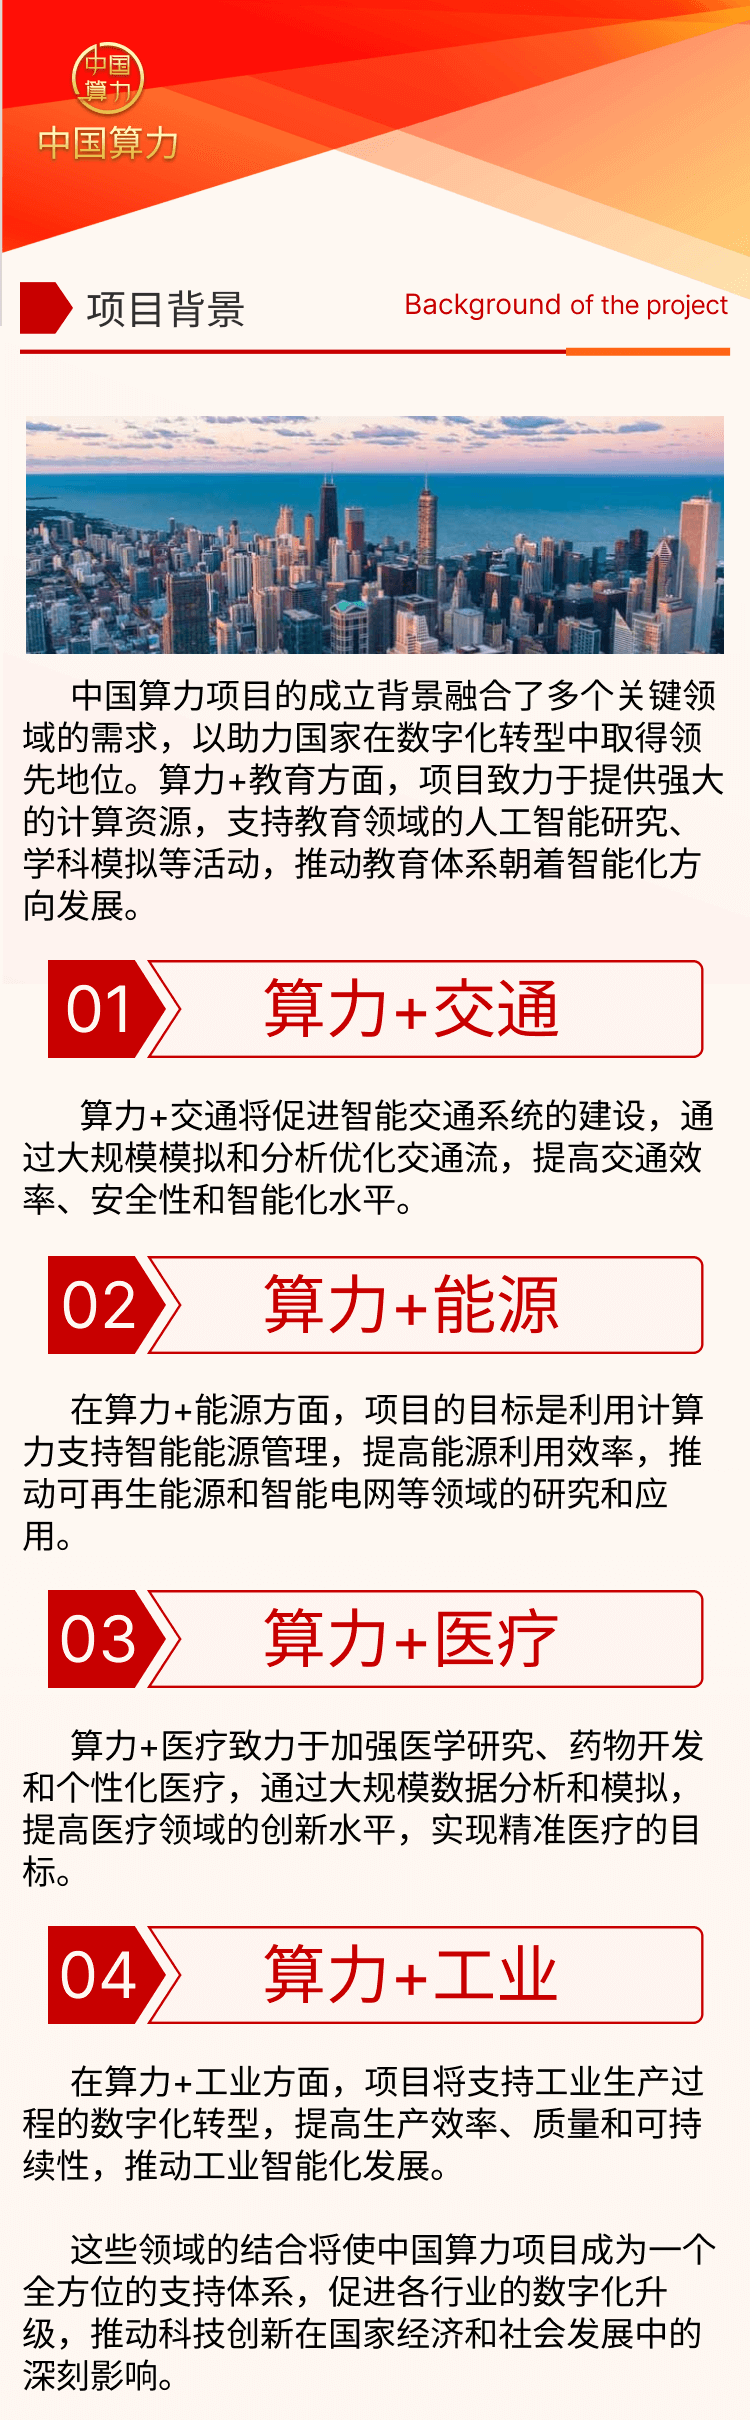 中国
算力
中国算力
项目背景
Background of the project
中国算力项目的成立背景融合了多个关键领
域的需求，以助力国家在数字化转型中取得领
先地位。算力+教育方面，项目致力于提供强大
的计算资源，支持教育领域的人工智能研究、
学科模拟等活动，推动教育体系朝着智能化方
向发展。
01
算力+交通
算力+交通将促进智能交通系统的建设，通
过大规模模拟和分析优化交通流，提高交通效
率、安全性和智能化水平。
02
算力+能源
在算力+能源方面，项目的目标是利用计算
力支持智能能源管理，提高能源利用效率，推
动可再生能源和智能电网等领域的研究和应
用。
03
算力+医疗
算力+医疗致力于加强医学研究、药物开发
和个性化医疗，通过大规模数据分析和模拟，
提高医疗领域的创新水平，实现精准医疗的目
标。
04
算力+工业
在算力+工业方面，项目将支持工业生产过
程的数字化转型，提高生产效率、质量和可持
续性，推动工业智能化发展。
这些领域的结合将使中国算力项目成为一个
全方位的支持体系，促进各行业的数字化升
级，推动科技创新在国家经济和社会发展中的
深刻影响。